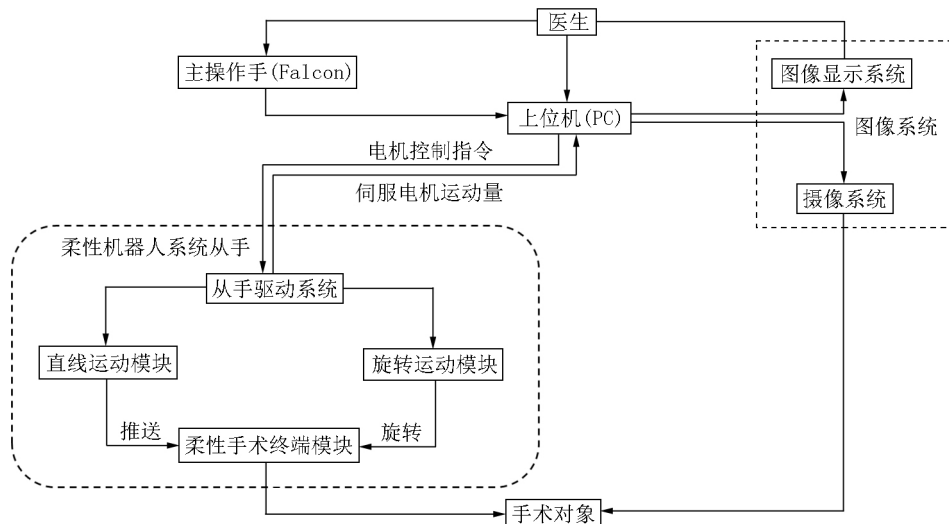 医生
主操作手(Falcon)
图像显示系统
上位机(PC)
图像系统
电机控制指令
伺服电机运动量
摄像系统
柔性机器人系统从手
从手驱动系统
直线运动模块
旋转运动模块
推送
旋转
柔性手术终端模块
手术对象